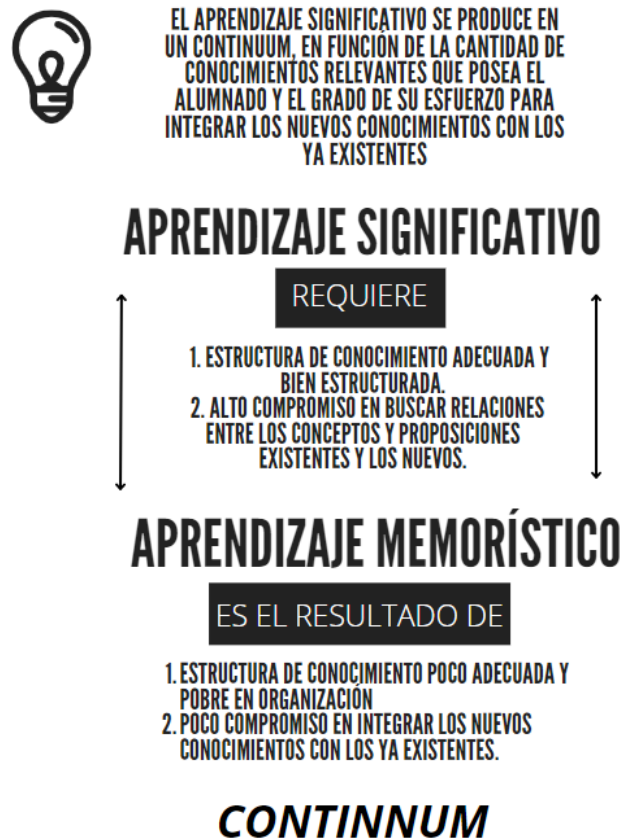 EL APRENDIZAJE SIGNIFICATIVO SE PRODUCE EN
UN CONTINUUM, EN FUNCIÓN DE LA CANTIDAD DE
CONOCIMIENTOS RELEVANTES QUE POSEA EL
ALUMNADO Y EL GRADO DE SU ESFUERZO PARA
INTEGRAR LOS NUEVOS CONOCIMIENTOS CON LOS
YA EXISTENTES
APRENDIZAJE SIGNIFICATIVO
REQUIERE
1. ESTRUCTURA DE CONOCIMIENTO ADECUADA Y
BIEN ESTRUCTURADA.
2. ALTO COMPROMISO EN BUSCAR RELACIONES
ENTRE LOS CONCEPTOS Y PROPOSICIONES
EXISTENTES Y LOS NUEVOS.
APRENDIZAJE MEMORÍSTICO
ES EL RESULTADO DE
1. ESTRUCTURA DE CONOCIMIENTO POCO ADECUADA Y
POBRE EN ORGANIZACIÓN
2. POCO COMPROMISO EN INTEGRAR LOS NUEVOS
CONOCIMIENTOS CON LOS YA EXISTENTES.
CONTINNUM